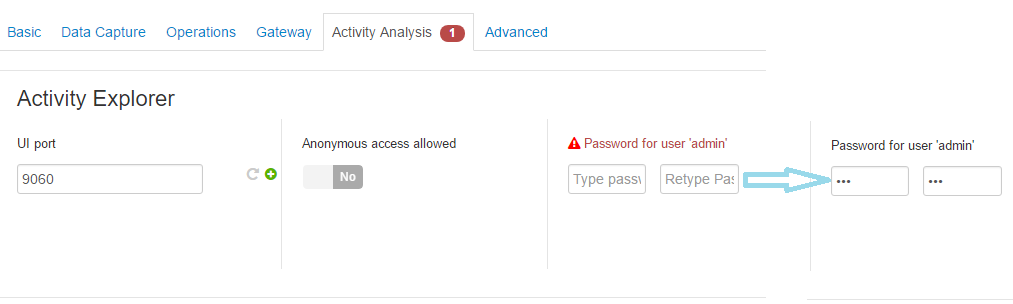 Basic Data Capture Operations Gateway Activity Analysis 1 Advanced
Activity Explorer
UI port Anonymous access allowed Password for user 'admin' Password for user 'admin'
9060 No Type passw Retype Pas ••• •••